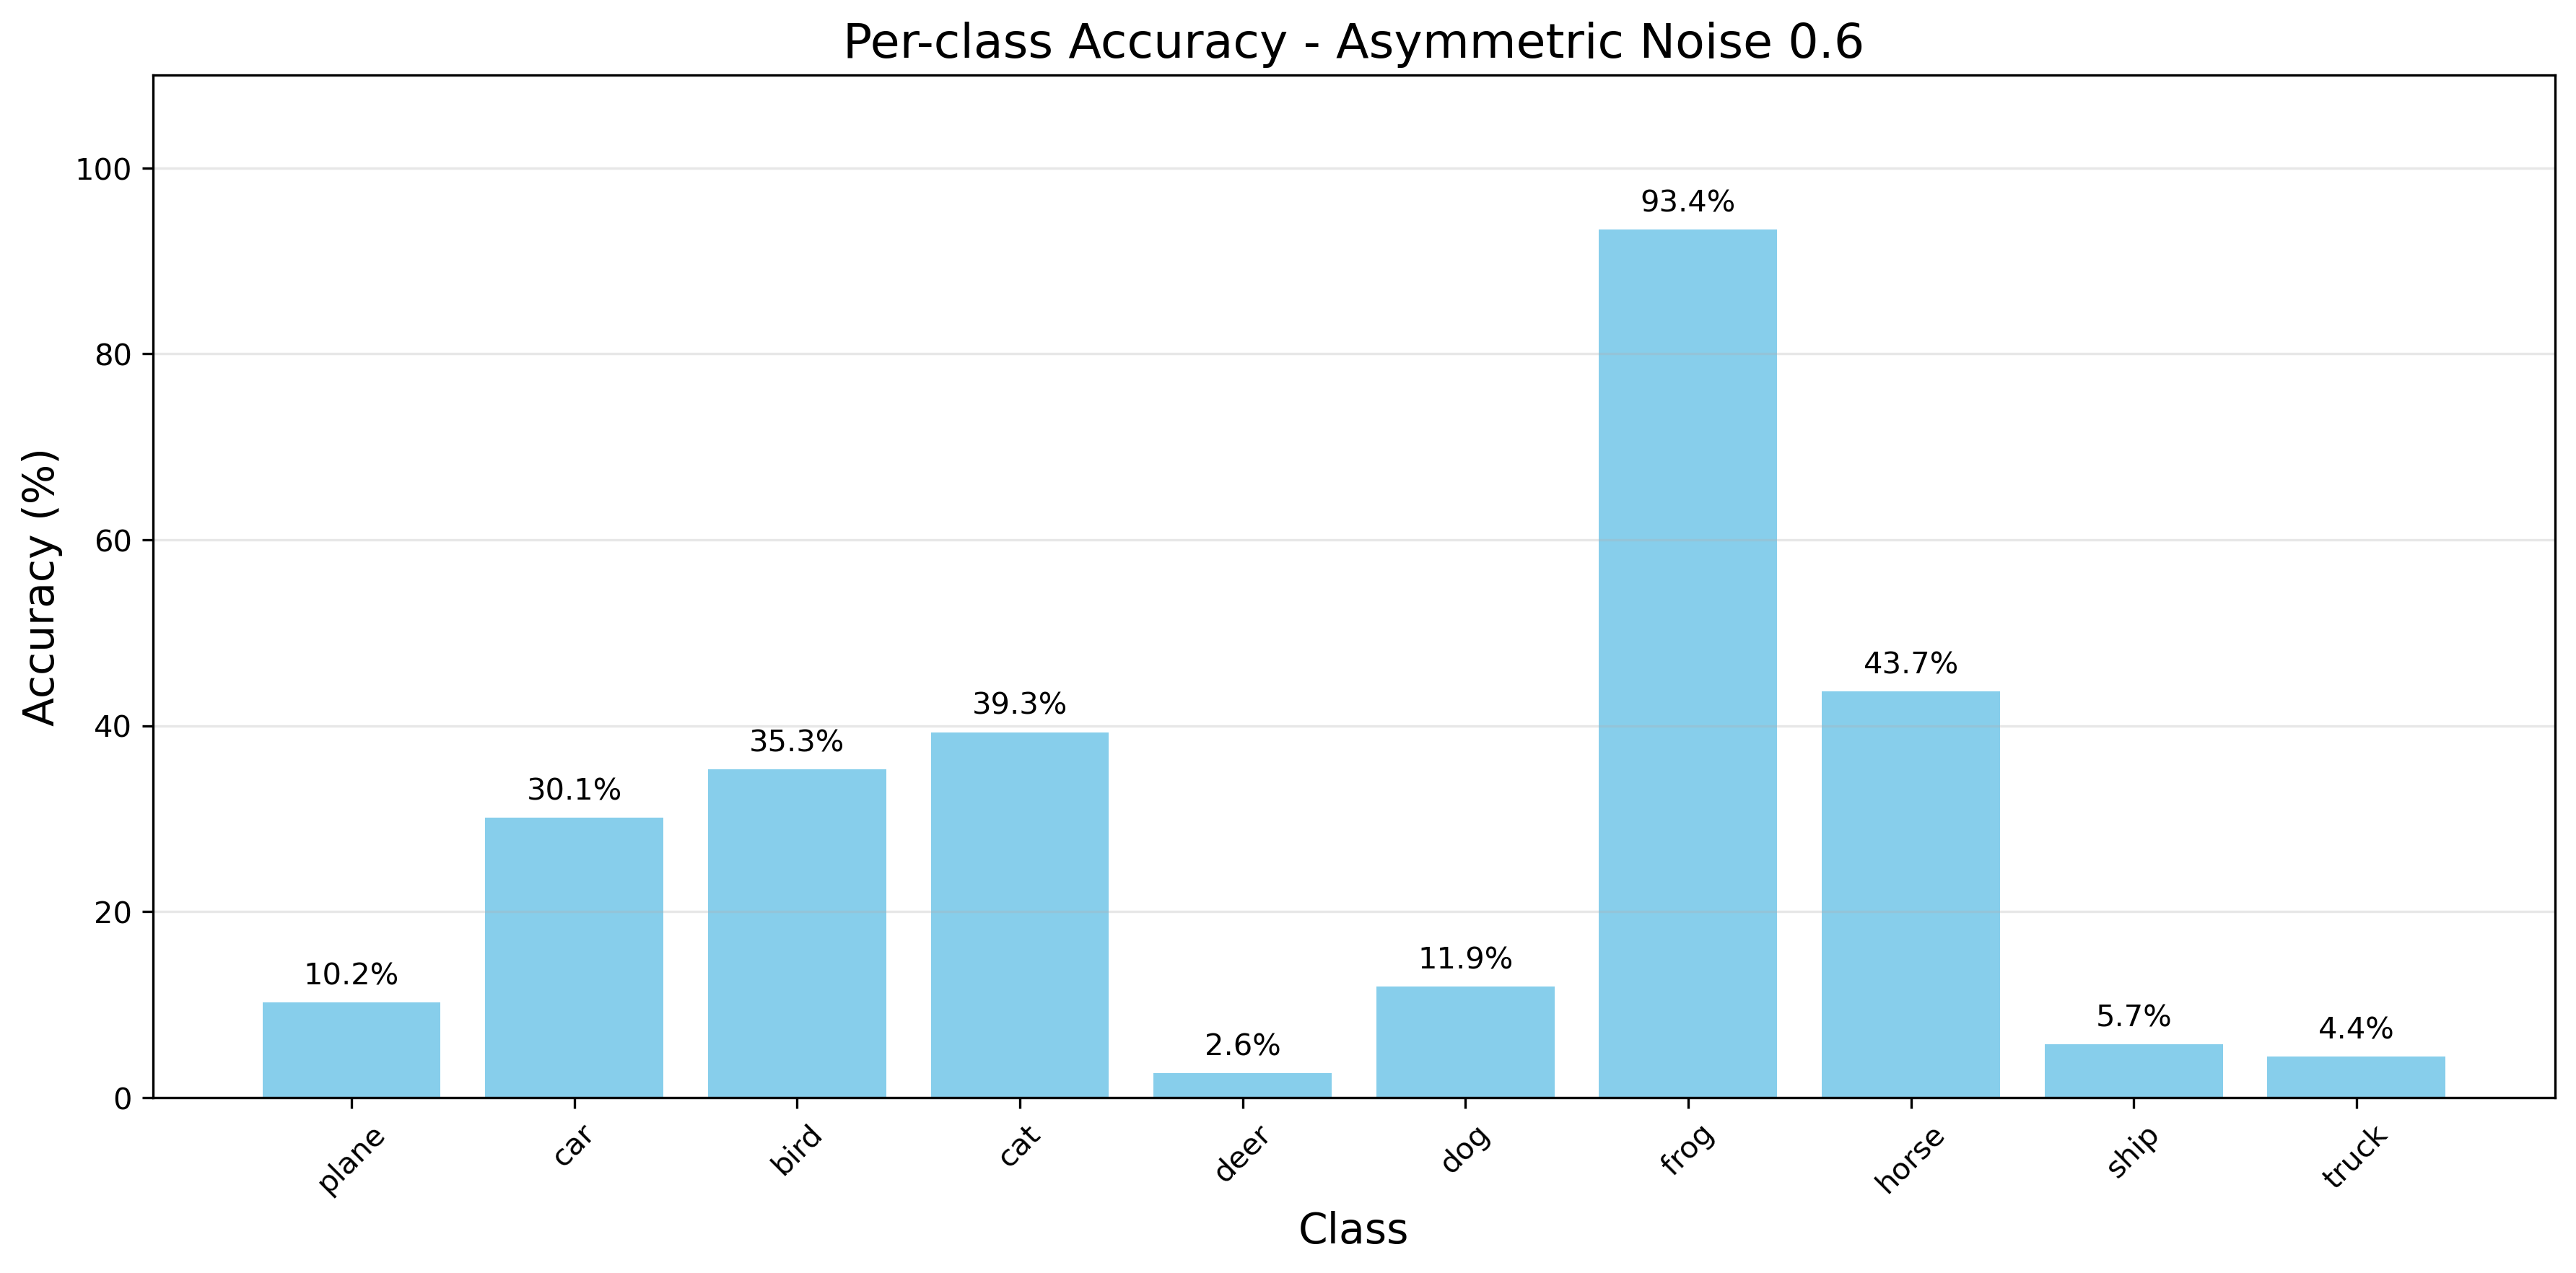 Per-class Accuracy - Asymmetric Noise 0.6
Accuracy (%)
100
80
60
40
20
0
10.2%
30.1%
35.3%
39.3%
2.6%
11.9%
93.4%
43.7%
5.7%
4.4%
plane
car
bird
cat
deer
dog
frog
horse
ship
truck
Class